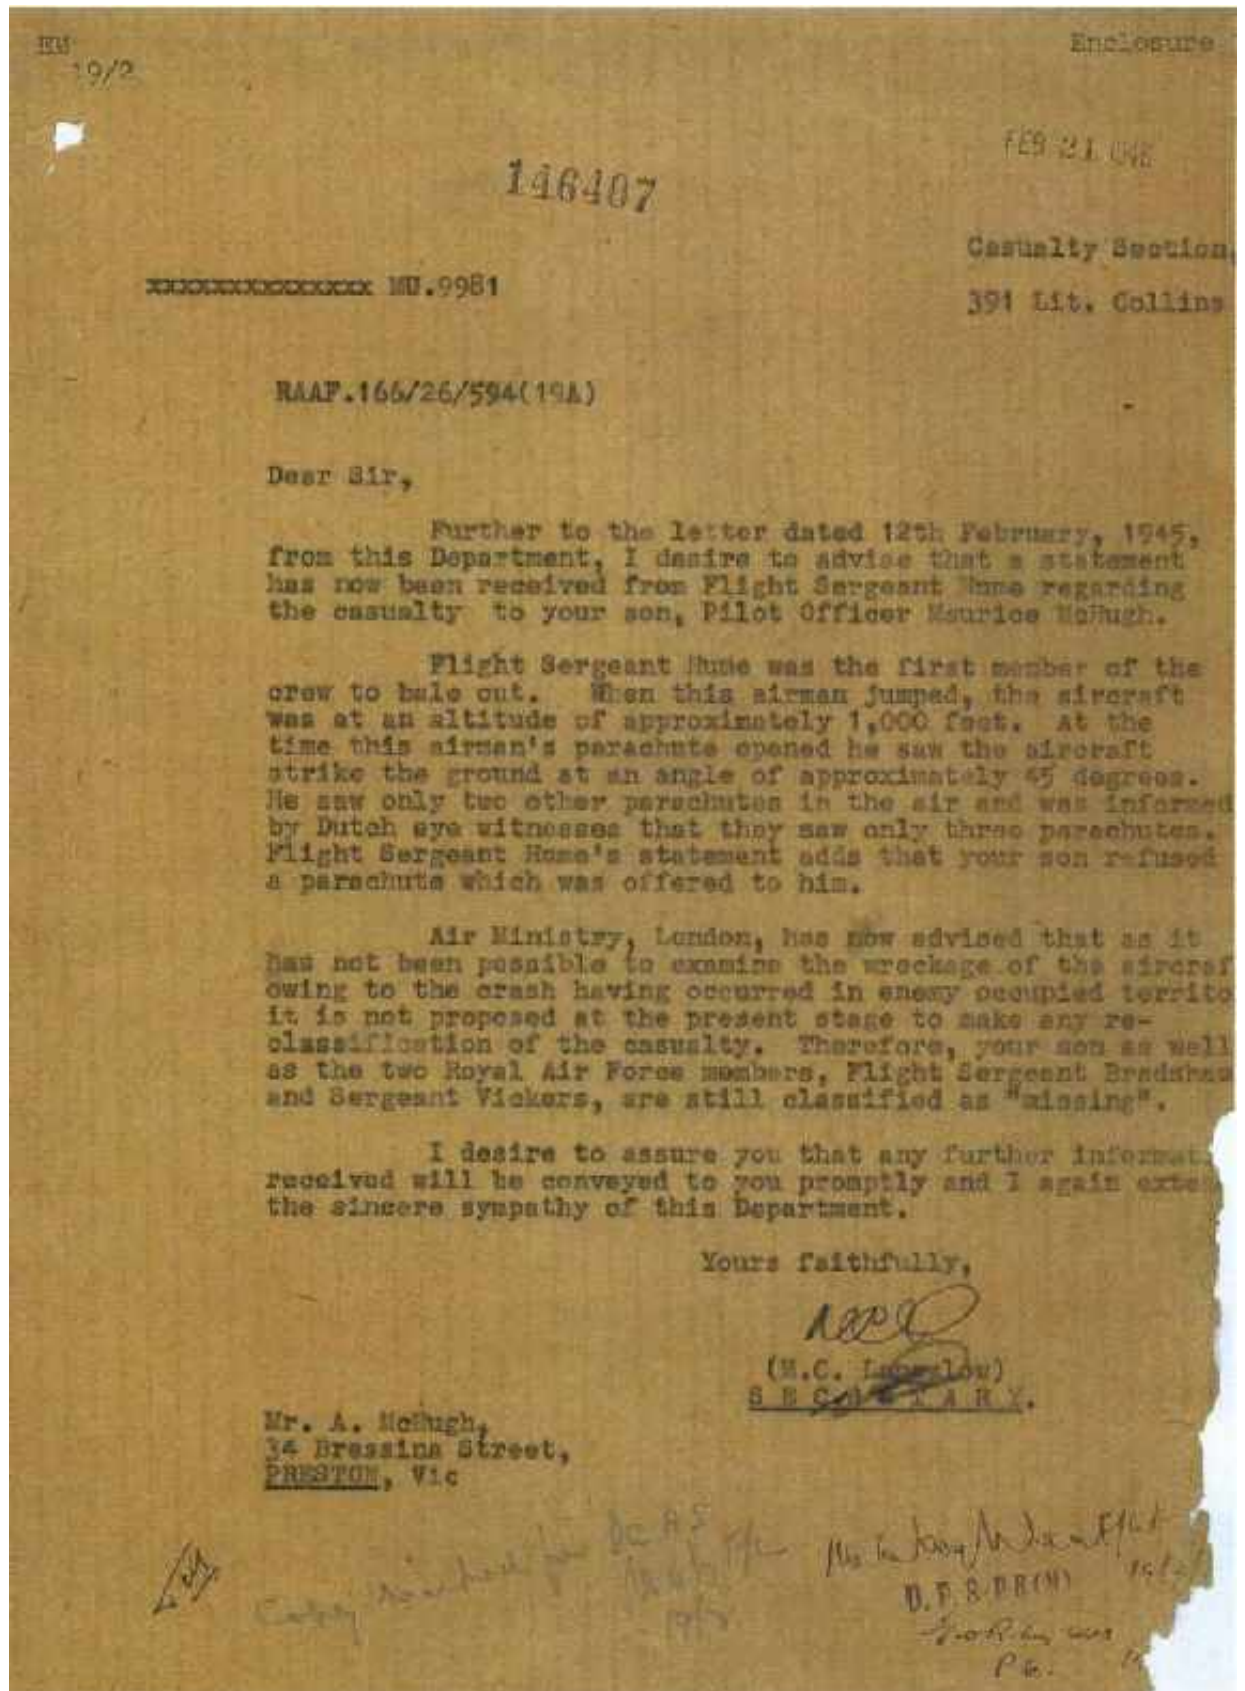 19/2
Enclosure
FEB 21 1945
146407
Casualty Section,
xxxxxxxxxxxxxx MU.9981
391 Lit. Collins
RAAF.166/26/594(19A)
Dear Sir,
Further to the letter dated 12th February, 1945,
from this Department, I desire to advise that a statement
has now been received from Flight Sergeant Hume regarding
the casualty to your son, Pilot Officer Maurice McHugh.
Flight Sergeant Hume was the first member of the
crew to bale out. When this airman jumped, the aircraft
was at an altitude of approximately 1,000 feet. At the
time this airman's parachute opened he saw the aircraft
strike the ground at an angle of approximately 45 degrees.
He saw only two other parachutes in the air and was informed
by Dutch eye witnesses that they saw only three parachutes.
Flight Sergeant Hume's statement adds that your son refused
a parachute which was offered to him.
Air Ministry, London, has now advised that as it
has not been possible to examine the wreckage of the aircraf
owing to the crash having occurred in enemy occupied territo
it is not proposed at the present stage to make any re-
classification of the casualty. Therefore, your son as well
as the two Royal Air Force members, Flight Sergeant Bradshaw
and Sergeant Vickers, are still classified as "missing".
I desire to assure you that any further informati
received will be conveyed to you promptly and I again exte
the sincere sympathy of this Department.
Yours faithfully,
(M.C. Langslow)
SECRETARY.
Mr. A. McHugh,
34 Bressina Street,
PRESTON, Vic
Copy